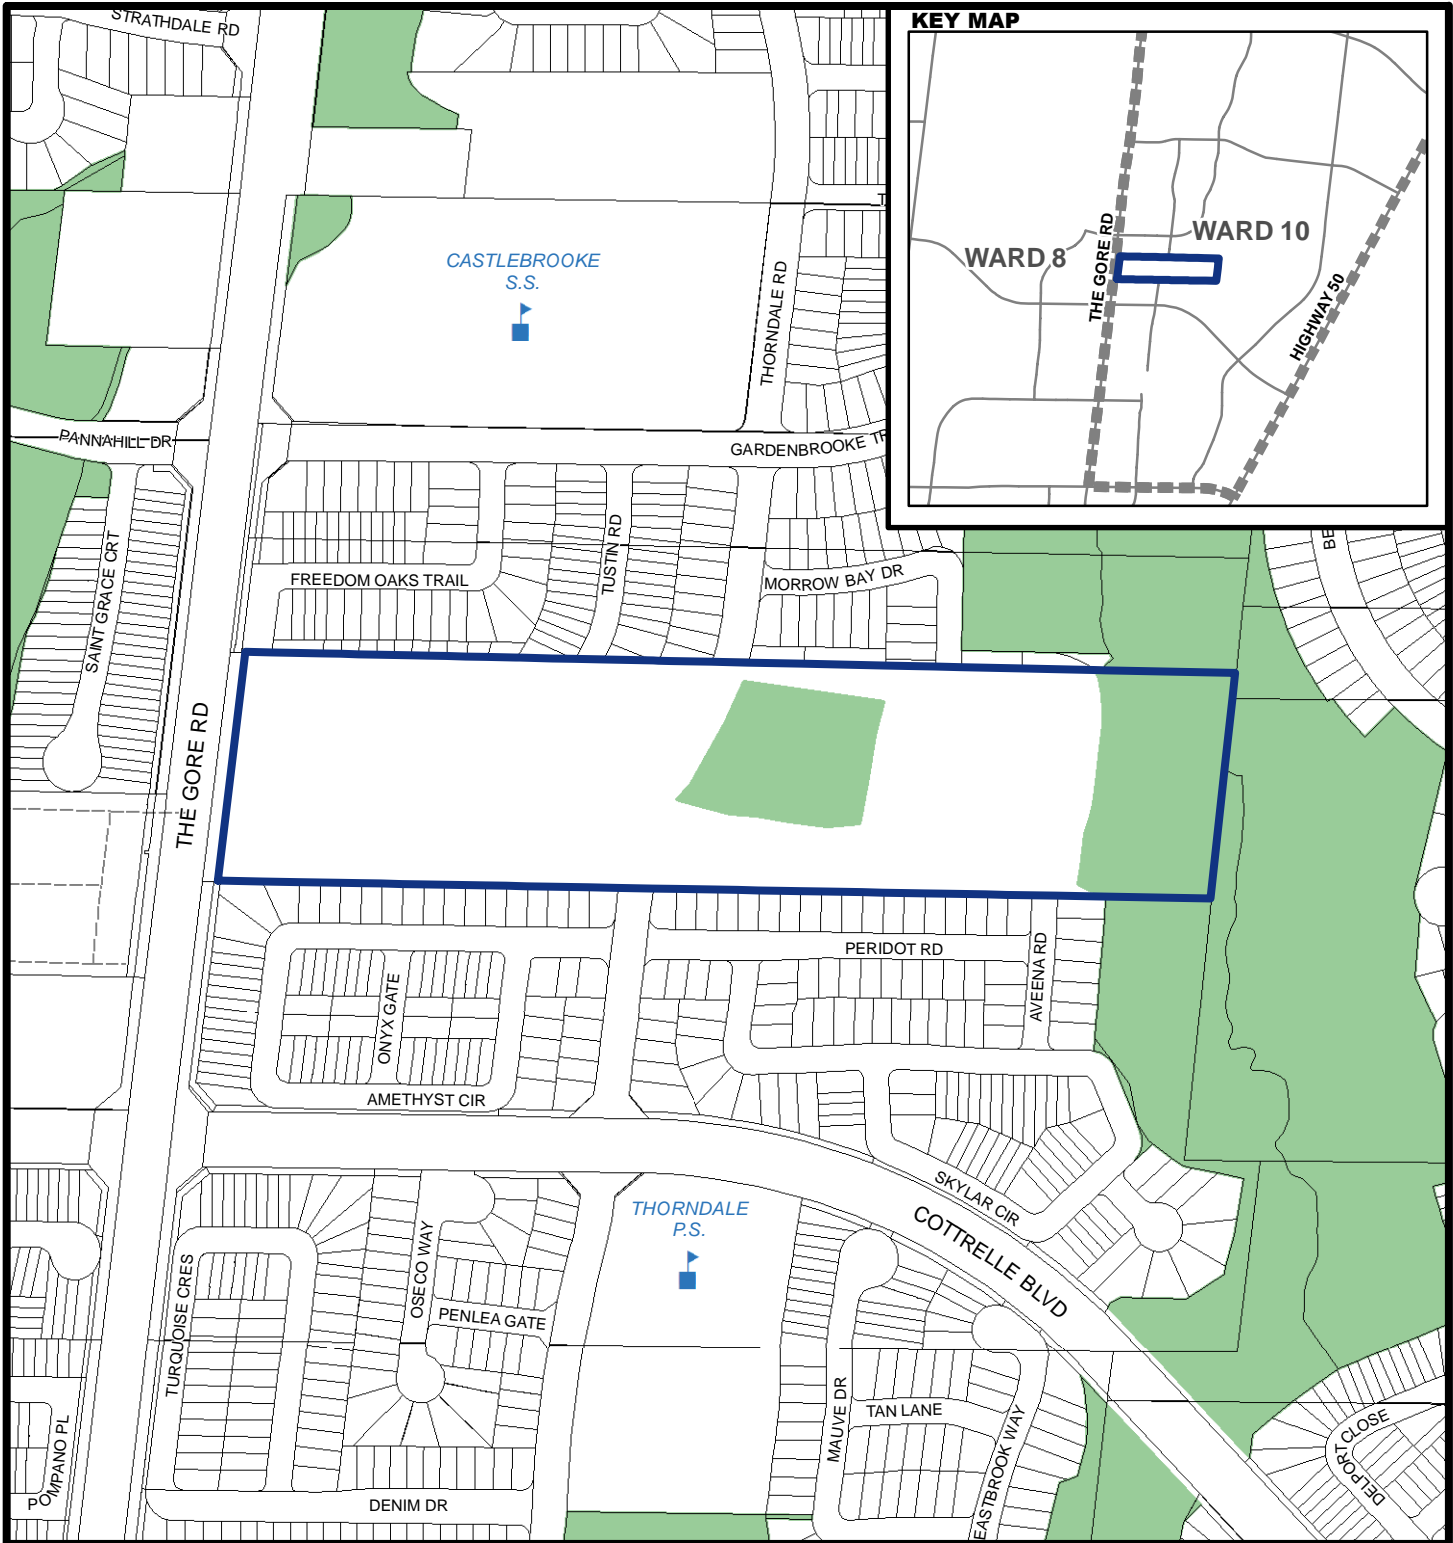 STRATHDALE RD
KEY MAP
WARD 8
WARD 10
THE GORE RD
HIGHWAY 50
CASTLEBROOKE
S.S.
THORNDALE RD
PANNAHILL DR
GARDENBROOKE TR
SAINT GRACE CRT
FREEDOM OAKS TRAIL
TUSTIN RD
MORROW BAY DR
BE
THE GORE RD
PERIDOT RD
AVEENA RD
ONYX GATE
AMETHYST CIR
SKYLAR CIR
COTTRELLE BLVD
THORNDALE
P.S.
OSECO WAY
TURQUOISE CRES
PENLEA GATE
MAUVE DR
TAN LANE
EASTBROOK WAY
DELPORT CLOSE
POMPANO PL
DENIM DR